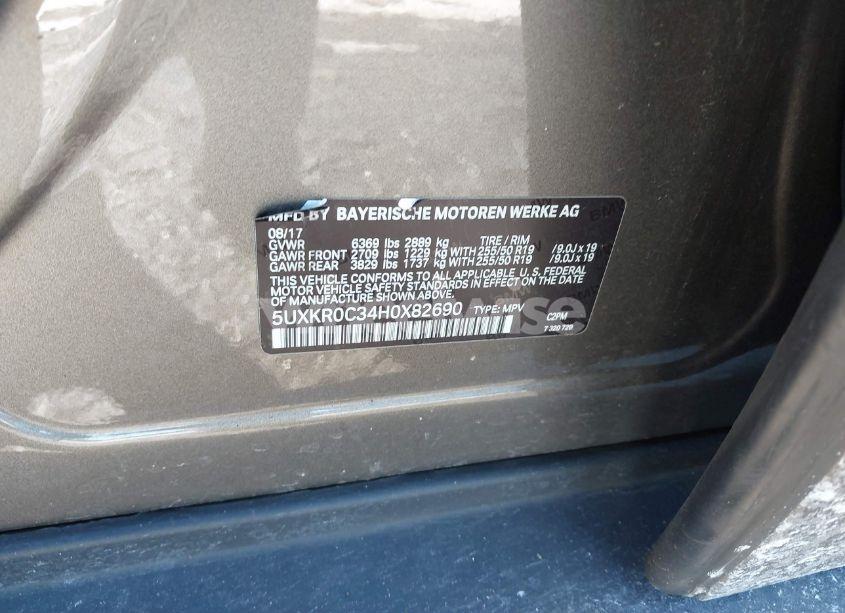 MFD BY BAYERISCHE MOTOREN WERKE AG
08/17
GVWR 6369 lbs 2889 kg TIRE / RIM
GAWR FRONT 2709 lbs 1229 kg WITH 255/50 R19 /9.0J x 19
GAWR REAR 3829 lbs 1737 kg WITH 255/50 R19 /9.0J x 19
THIS VEHICLE CONFORMS TO ALL APPLICABLE, U. S. FEDERAL
MOTOR VEHICLE SAFETY STANDARDS IN EFFECT ON THE DATE
OF MANUFACTURE SHOWN ABOVE.
5UXKR0C34H0X82690 TYPE: MPV C2PM
7 320 729